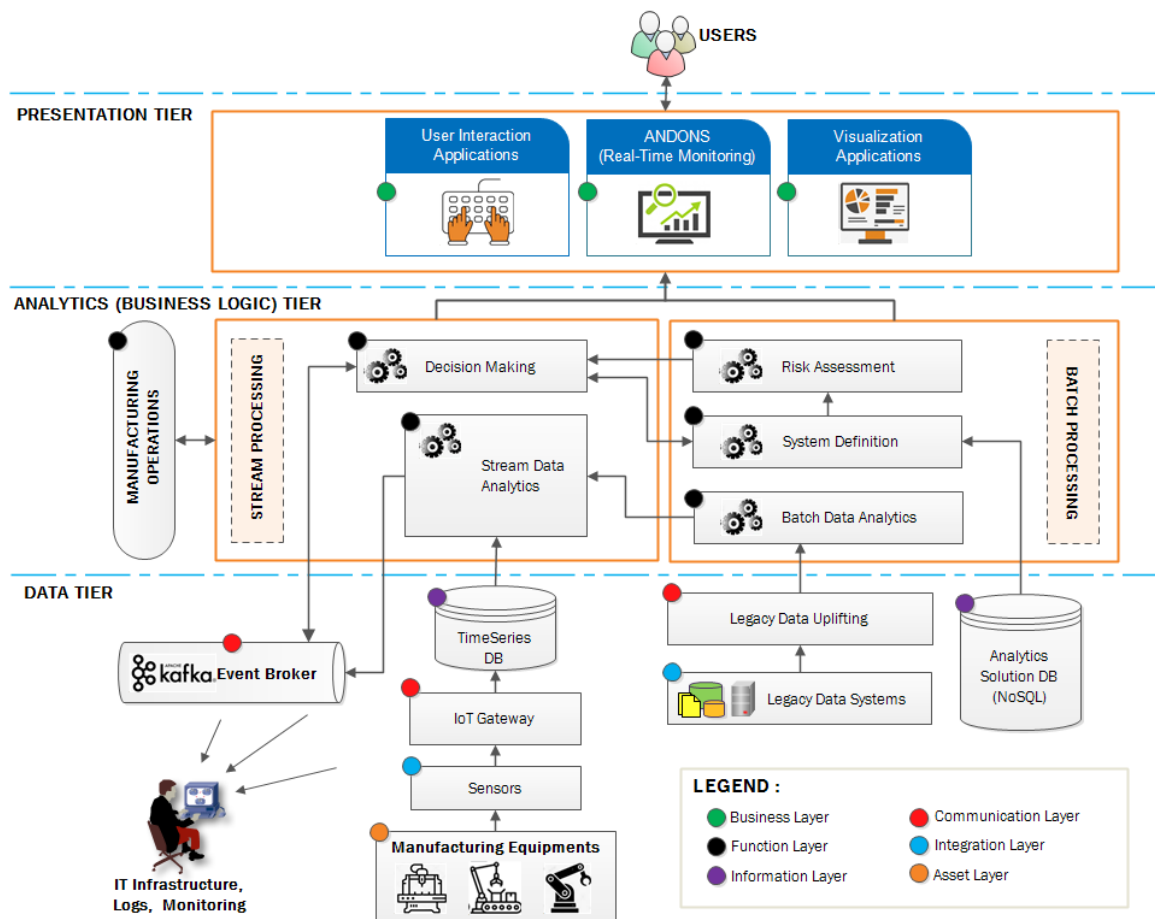 USERS
PRESENTATION TIER
User Interaction
Applications
ANDONS
(Real-Time Monitoring)
Visualization
Applications
ANALYTICS (BUSINESS LOGIC) TIER
MANUFACTURING
OPERATIONS
STREAM PROCESSING
Decision Making
Stream Data
Analytics
Risk Assessment
System Definition
Batch Data Analytics
BATCH PROCESSING
DATA TIER
TimeSeries
DB
Legacy Data Uplifting
Analytics
Solution DB
(NoSQL)
APACHE
kafka
Event Broker
IoT Gateway
Legacy Data Systems
Sensors
Manufacturing Equipments
IT Infrastructure,
Logs, Monitoring
LEGEND :
Business Layer
Communication Layer
Function Layer
Integration Layer
Information Layer
Asset Layer